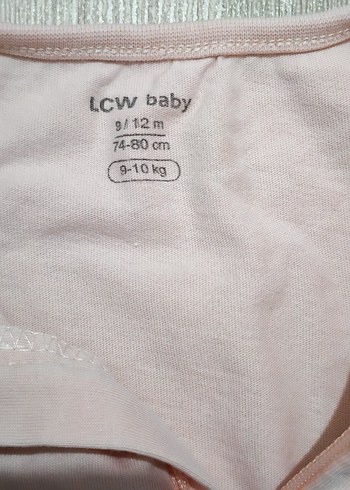 LCW baby
9/12 m
74-80 cm
9-10 kg